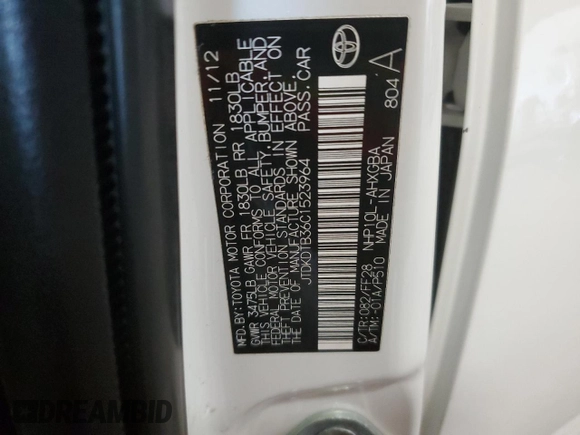 MFD.BY:TOYOTA MOTOR CORPORATION 11/12
GVWR 3475LB GAWR FR 1830LB RR 1830LB
THIS VEHICLE CONFORMS TO ALL APPLICABLE
FEDERAL MOTOR VEHICLE SAFETY, BUMPER, AND
THEFT PREVENTION STANDARDS IN EFFECT ON
THE DATE OF MANUFACTURE SHOWN ABOVE.
JTDKDTB36C1523964 PASS.CAR
C/TR:082/FF28 NHP10L-AHXGBA 804 A
A/TM:-01A/P510 MADE IN JAPAN
DREAMBID